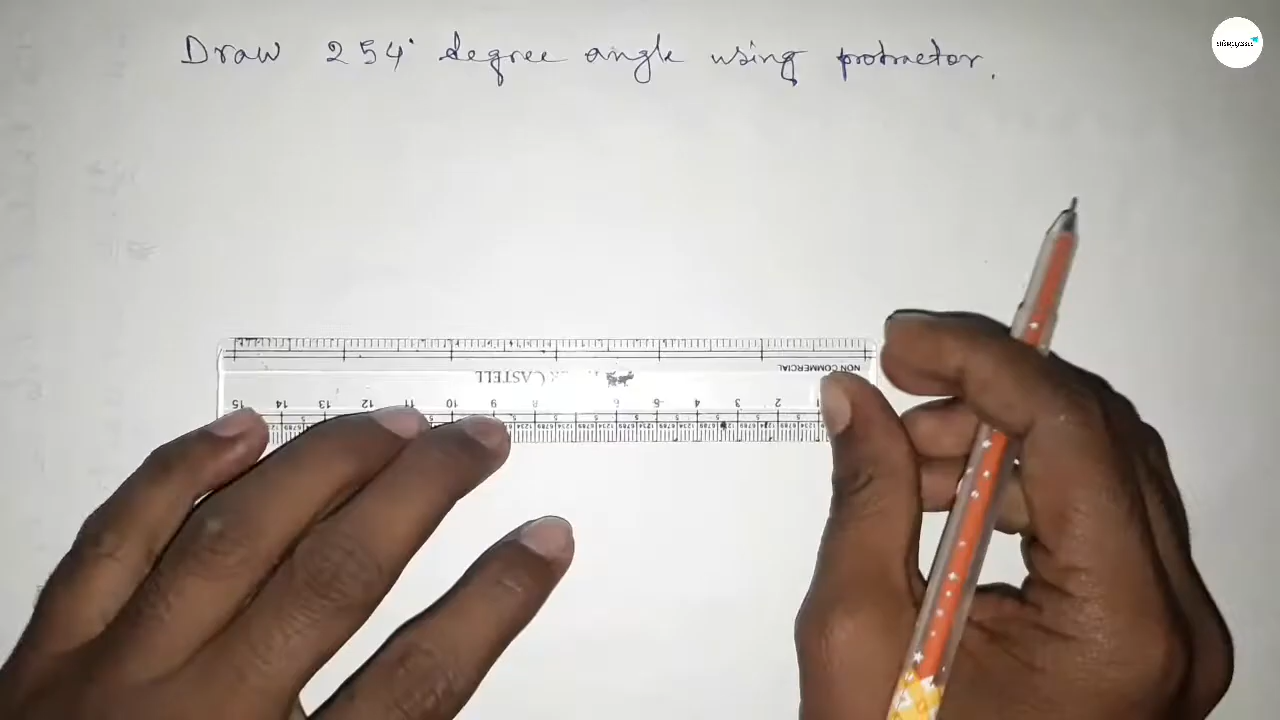 Draw 254° degree angle using protractor.
NON COMMERCIAL
CASTELL
15 14 13 12 11 10 9 8 6 5 4 3 2 1